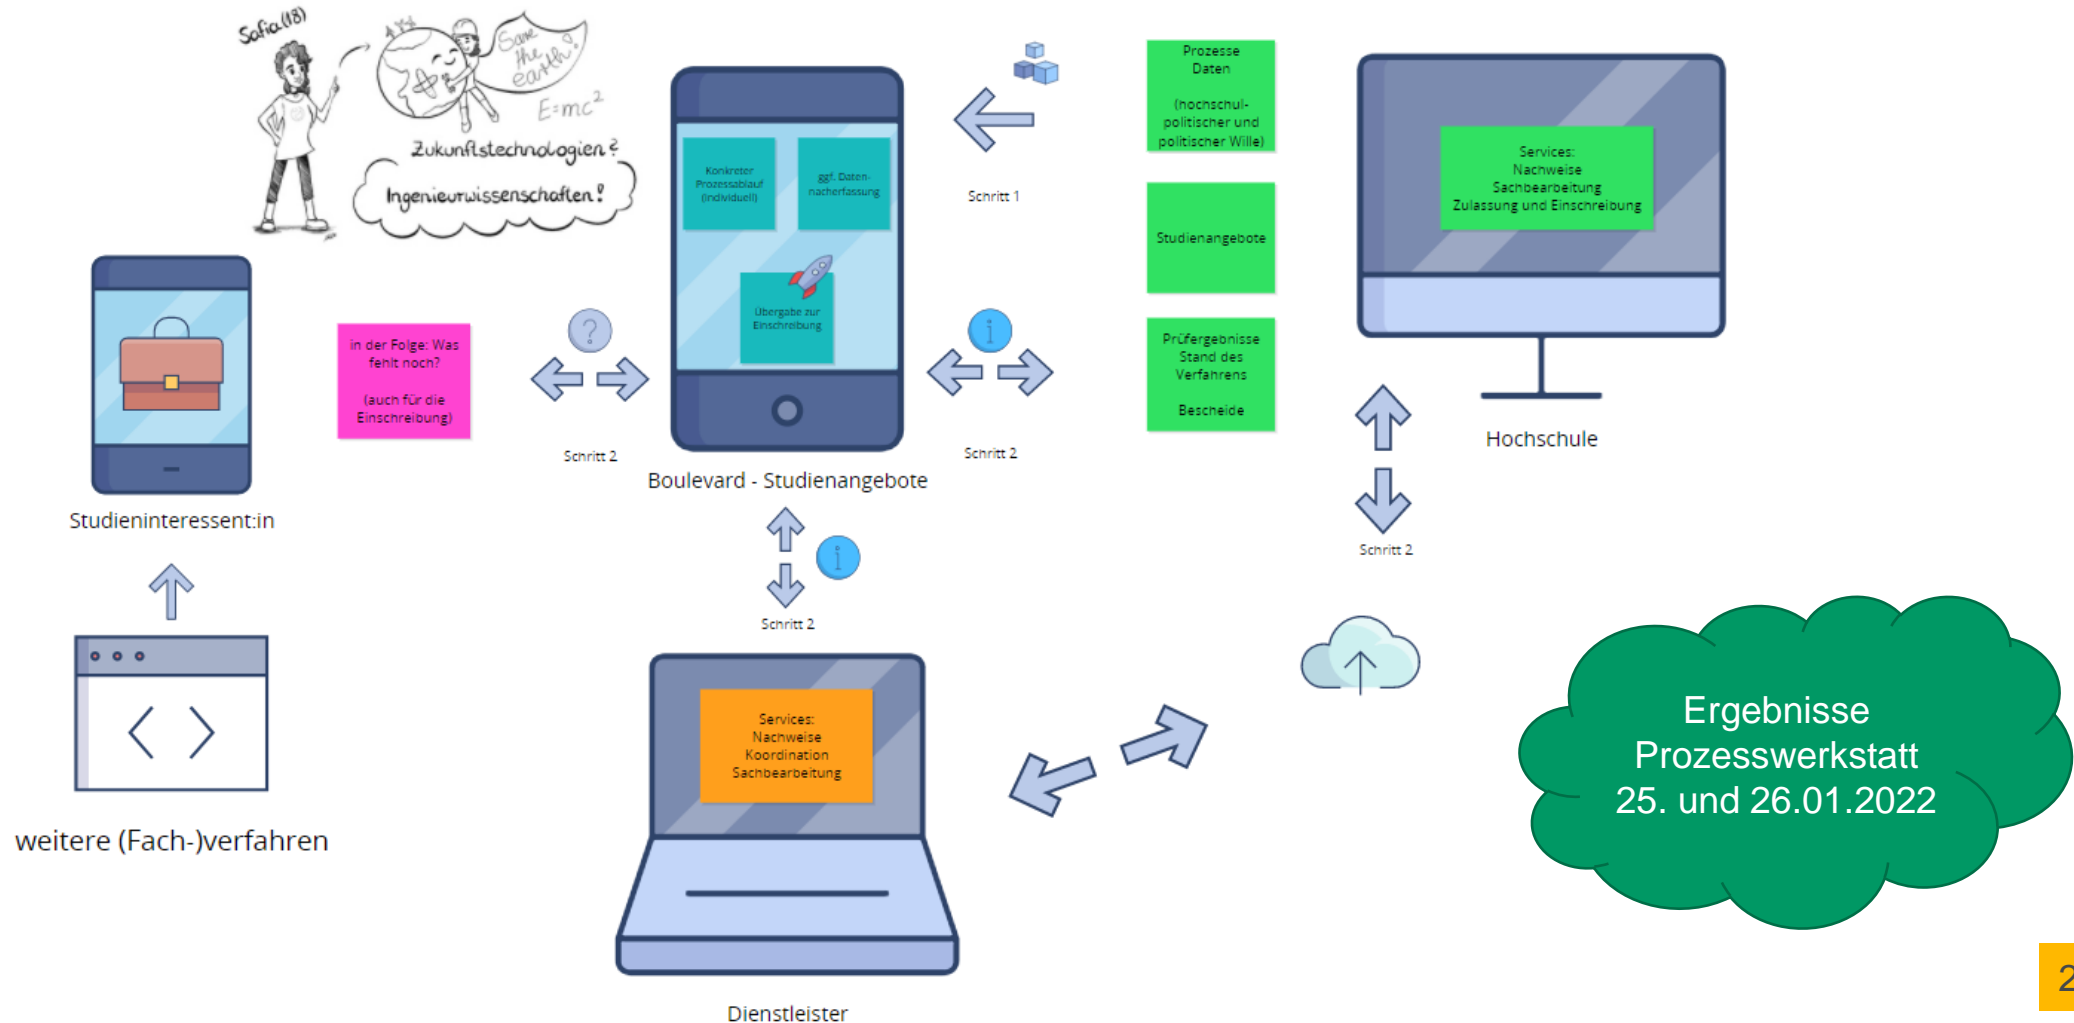 Safia (18)
Save
the
earth!
E=mc²
Zukunftstechnologien?
Ingenieurwissenschaften!
Studieninteressent:in
weitere (Fach-)verfahren
in der Folge: Was
fehlt noch?
(auch für die
Einschreibung)
?
Schritt 2
Konkreter
Prozessablauf
(individuell)
ggf. Daten-
nacherfassung
Übergabe zur
Einschreibung
Boulevard - Studienangebote
i
Schritt 2
Services:
Nachweise
Koordination
Sachbearbeitung
Dienstleister
Schritt 1
i
Schritt 2
Prozesse
Daten
(hochschul-
politischer und
politischer Wille)
Studienangebote
Prüfergebnisse
Stand des
Verfahrens
Bescheide
Services:
Nachweise
Sachbearbeitung
Zulassung und Einschreibung
Hochschule
Schritt 2
Ergebnisse
Prozesswerkstatt
25. und 26.01.2022
2